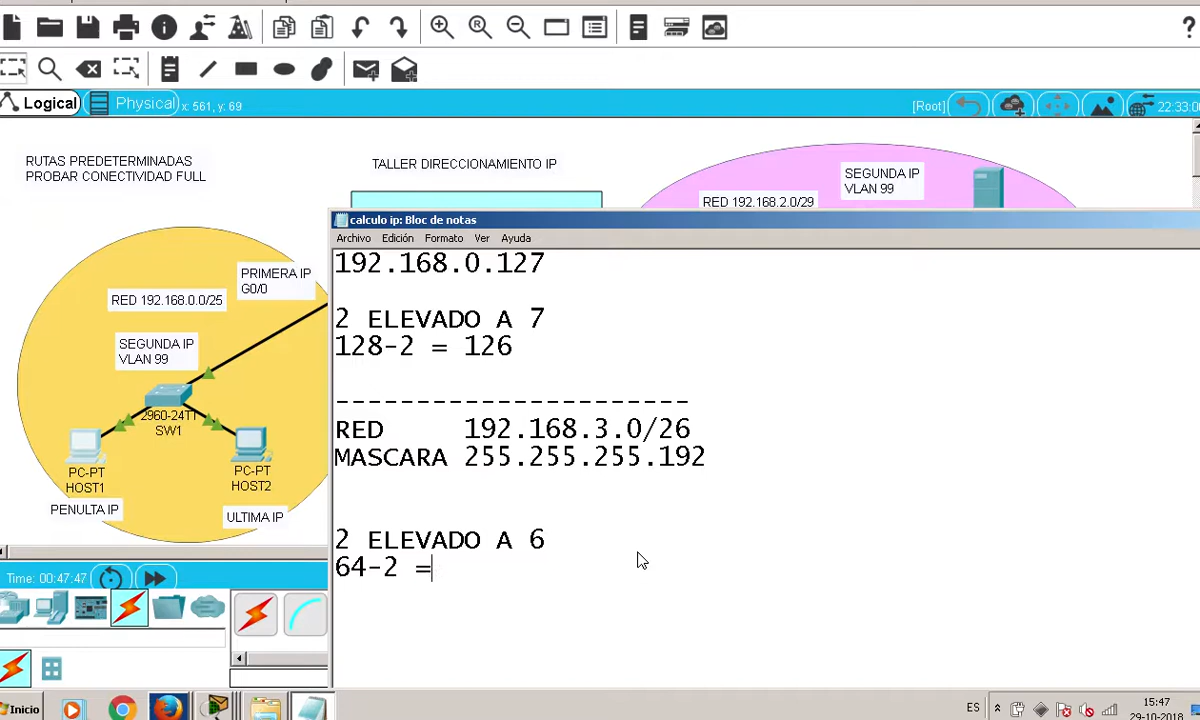 ?
Logical
Physical
x: 561, y: 69
[Root]
22:33:0
RUTAS PREDETERMINADAS
PROBAR CONECTIVIDAD FULL
TALLER DIRECCIONAMIENTO IP
SEGUNDA IP
VLAN 99
RED 192.168.2.0/29
PRIMERA IP
G0/0
RED 192.168.0.0/25
SEGUNDA IP
VLAN 99
2960-24TT
SW1
PC-PT
HOST1
PC-PT
HOST2
PENULTA IP
ULTIMA IP
calculo ip: Bloc de notas
Archivo Edición Formato Ver Ayuda
192.168.0.127
2 ELEVADO A 7
128-2 = 126
----------------------
RED 192.168.3.0/26
MASCARA 255.255.255.192
2 ELEVADO A 6
64-2 =
Time: 00:47:47
Inicio
ES
15:47
29-10-2018